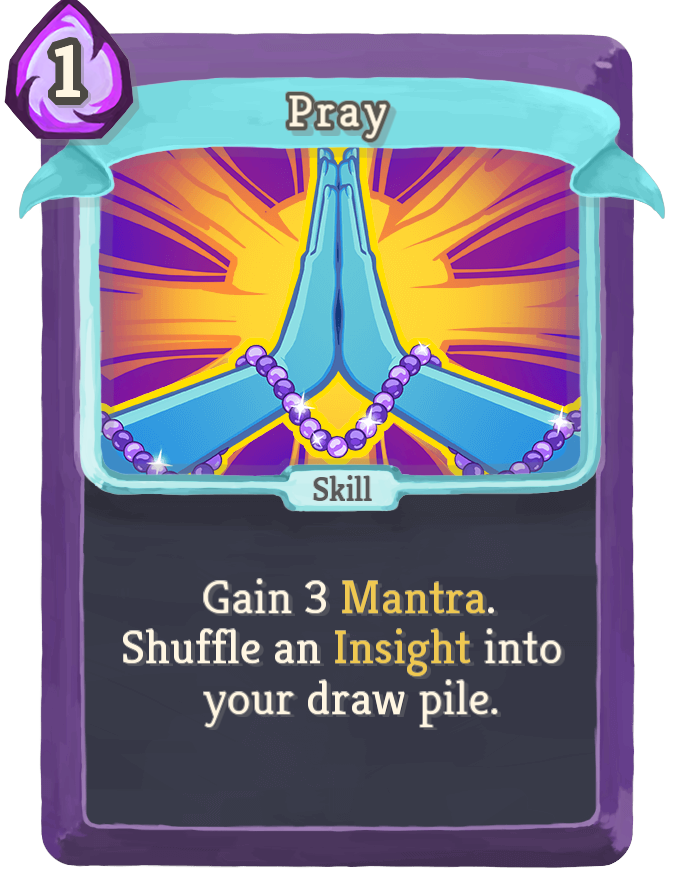 1
Pray
Skill
Gain 3 Mantra.
Shuffle an Insight into
your draw pile.